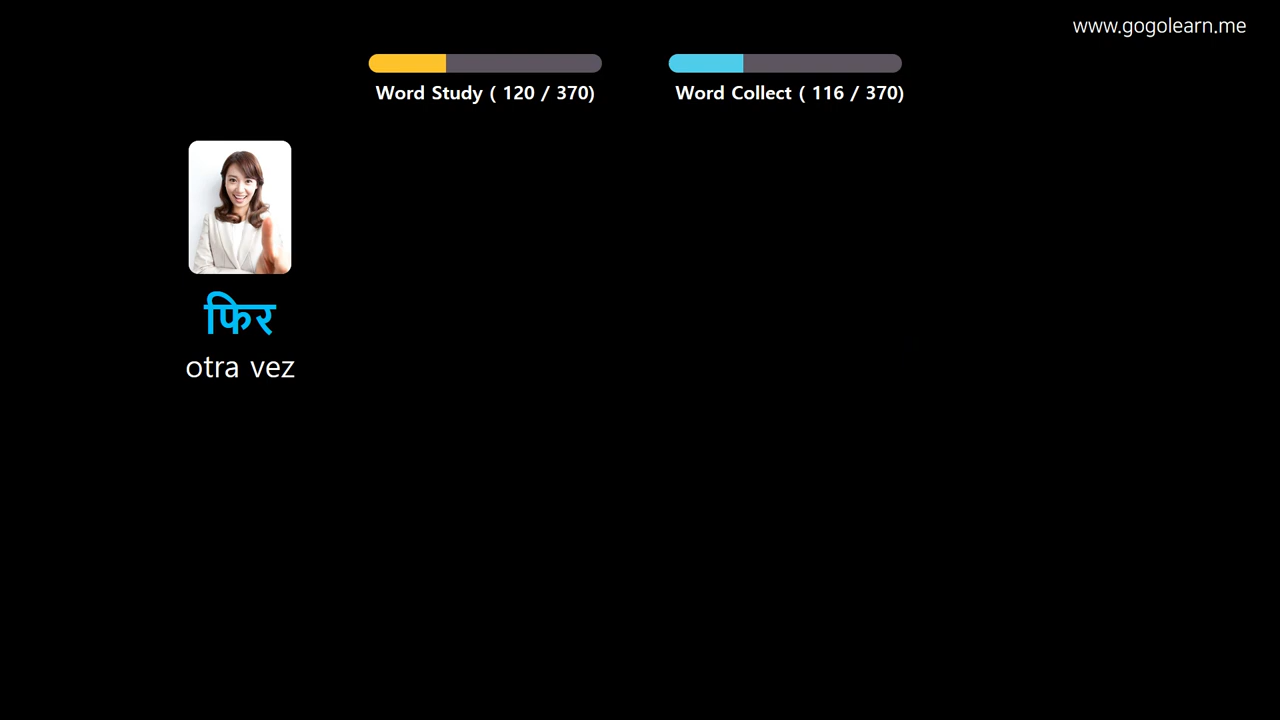 www.gogolearn.me
Word Study ( 120 / 370)
Word Collect ( 116 / 370)
फिर
otra vez